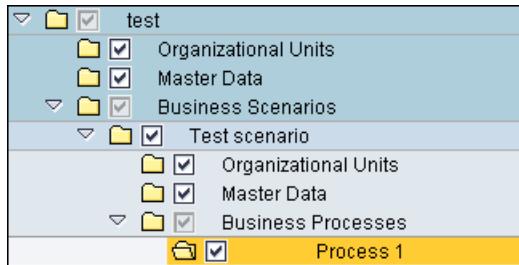 test
Organizational Units
Master Data
Business Scenarios
Test scenario
Organizational Units
Master Data
Business Processes
Process 1